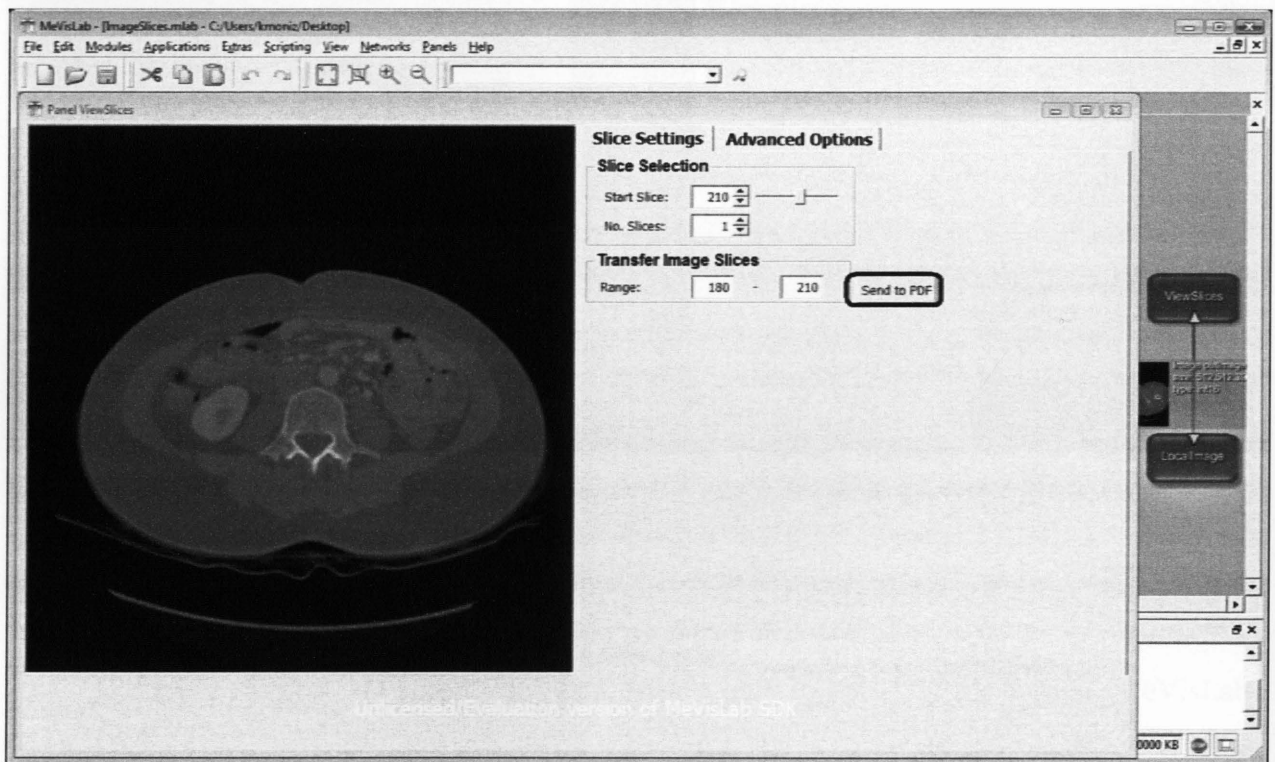 MeVisLab - [ImageSlices.mlab - C:/Users/kmoniz/Desktop]
File Edit Modules Applications Extras Scripting View Networks Panels Help
Panel ViewSlices
Slice Settings Advanced Options
Slice Selection
Start Slice: 210
No. Slices: 1
Transfer Image Slices
Range: 180 - 210 Send to PDF
ViewSlices
LocalImage
Unlicensed/Evaluation version of MeVisLab SDK
0000 KB